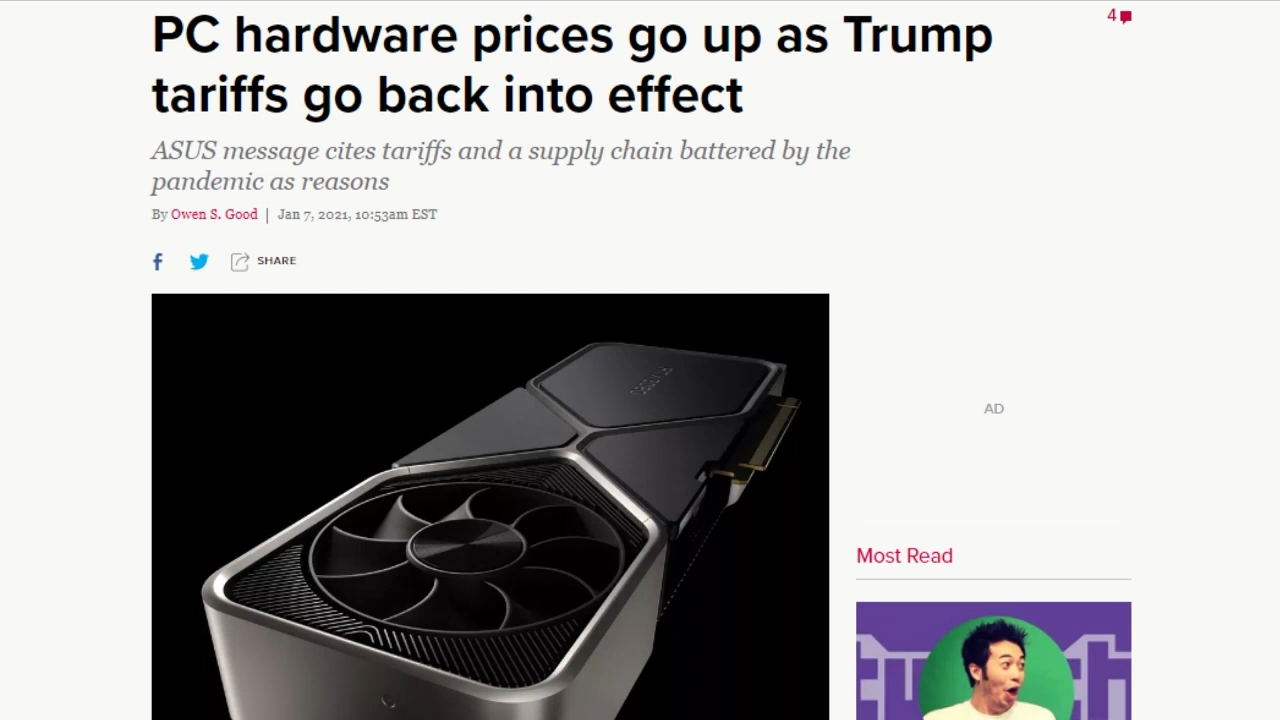 PC hardware prices go up as Trump
4
tariffs go back into effect
ASUS message cites tariffs and a supply chain battered by the
pandemic as reasons
By Owen S. Good | Jan 7, 2021, 10:53am EST
SHARE
AD
Most Read